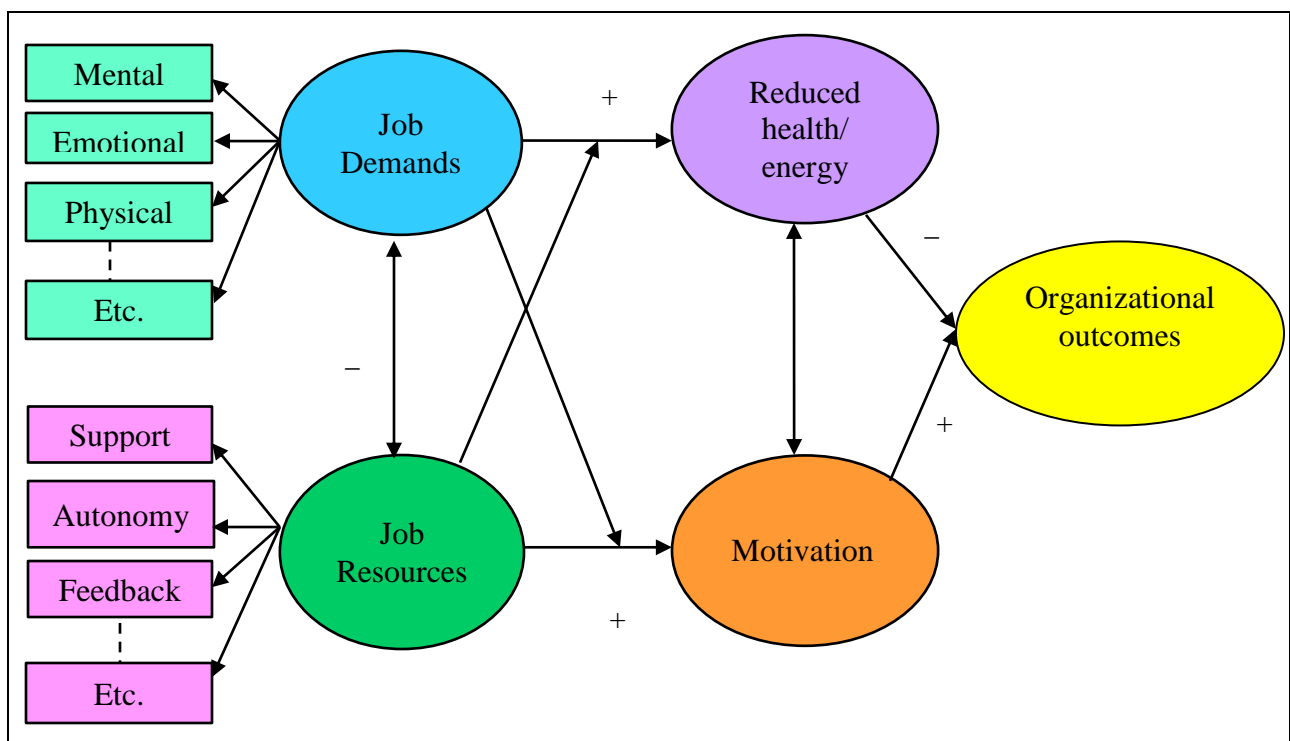 Mental
Emotional
Physical
Etc.
Support
Autonomy
Feedback
Etc.
Job
Demands
Job
Resources
+
−
+
Reduced
health/
energy
Motivation
−
+
Organizational
outcomes